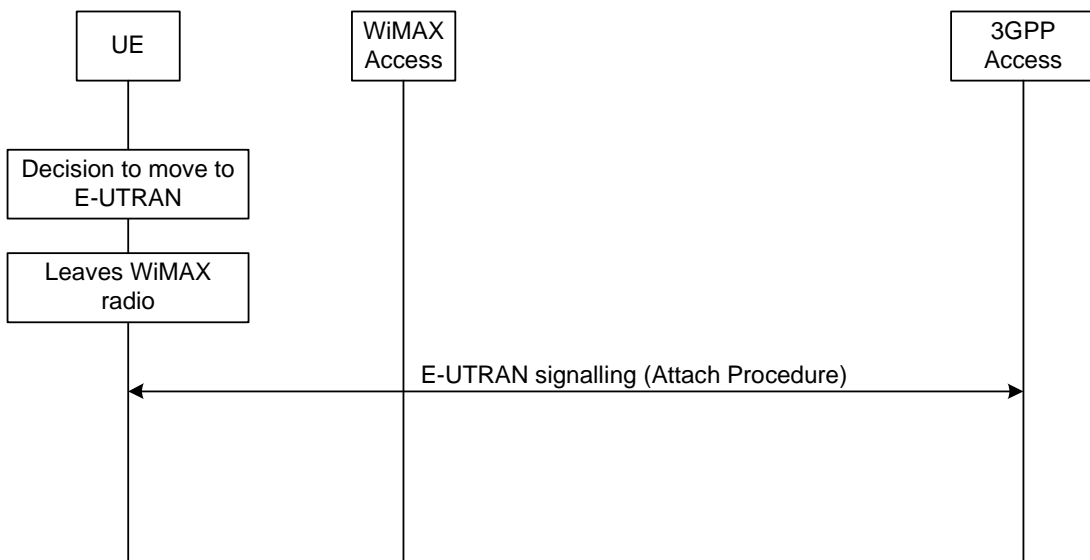 UE
WiMAX
Access
3GPP
Access
Decision to move to
E-UTRAN
Leaves WiMAX
radio
E-UTRAN signalling (Attach Procedure)